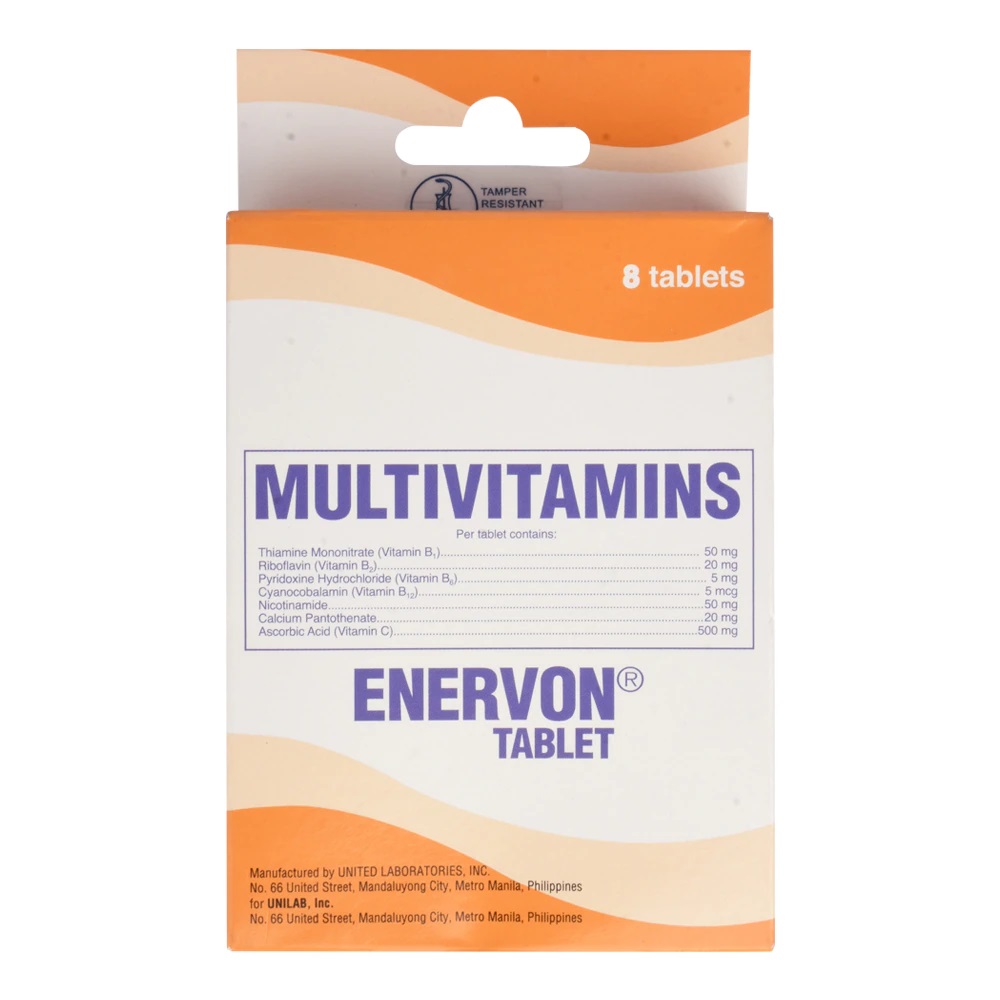 TAMPER
RESISTANT
8 tablets
MULTIVITAMINS
Per tablet contains:
Thiamine Mononitrate (Vitamin B₁)........ 50 mg
Riboflavin (Vitamin B₂)........ 20 mg
Pyridoxine Hydrochloride (Vitamin B₆)........ 5 mg
Cyanocobalamin (Vitamin B₁₂)........ 5 mcg
Nicotinamide........50 mg
Calcium Pantothenate........20 mg
Ascorbic Acid (Vitamin C)........500 mg
ENERVON®
TABLET
Manufactured by UNITED LABORATORIES, INC.
No. 66 United Street, Mandaluyong City, Metro Manila, Philippines
for UNILAB, Inc.
No. 66 United Street, Mandaluyong City, Metro Manila, Philippines